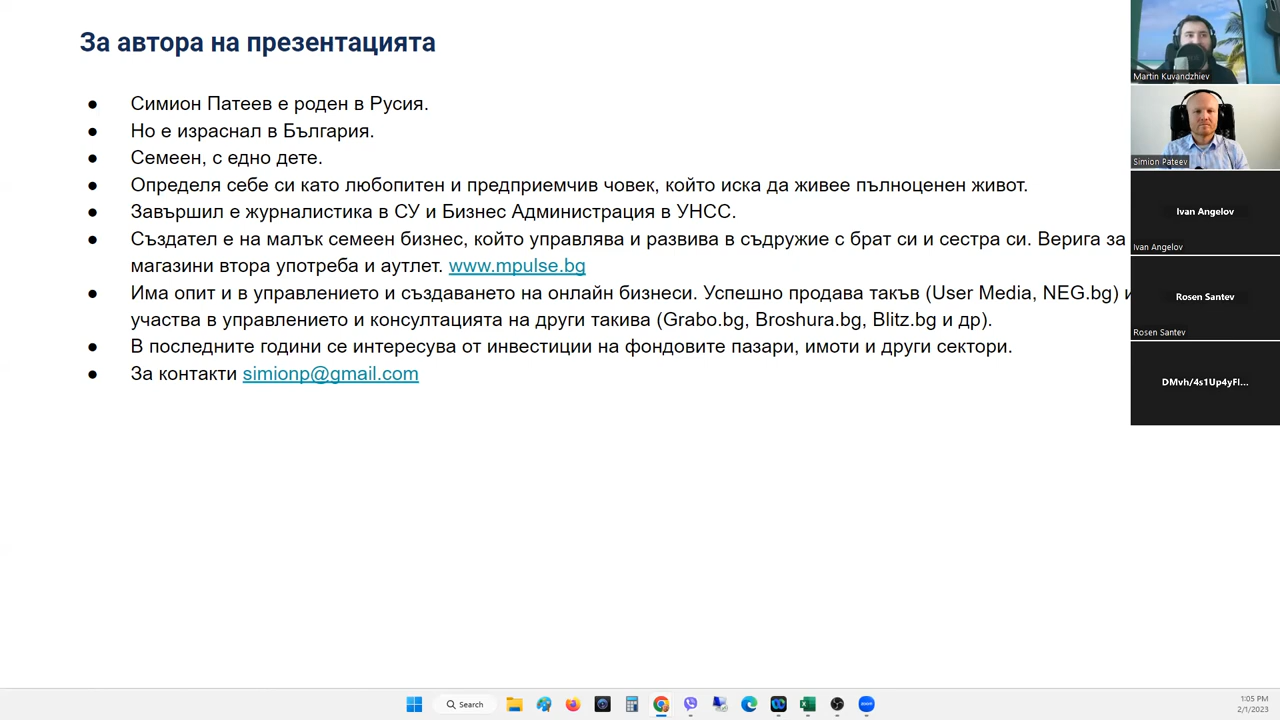 За автора на презентацията
Martin Kuvandzhiev
● Симион Патеев е роден в Русия.
● Но е израснал в България.
● Семеен, с едно дете.
Simion Pateev
● Определя себе си като любопитен и предприемчив човек, който иска да живее пълноценен живот.
● Завършил е журналистика в СУ и Бизнес Администрация в УНСС.
Ivan Angelov
Ivan Angelov
● Създател е на малък семеен бизнес, който управлява и развива в съдружие с брат си и сестра си. Верига за
магазини втора употреба и аутлет. www.mpulse.bg
● Има опит и в управлението и създаването на онлайн бизнеси. Успешно продава такъв (User Media, NEG.bg) и
участва в управлението и консултацията на други такива (Grabo.bg, Broshura.bg, Blitz.bg и др).
Rosen Santev
Rosen Santev
● В последните години се интересува от инвестиции на фондовите пазари, имоти и други сектори.
● За контакти simionp@gmail.com
DMvh/4s1Up4yFl...
Search
1:05 PM
2/1/2023